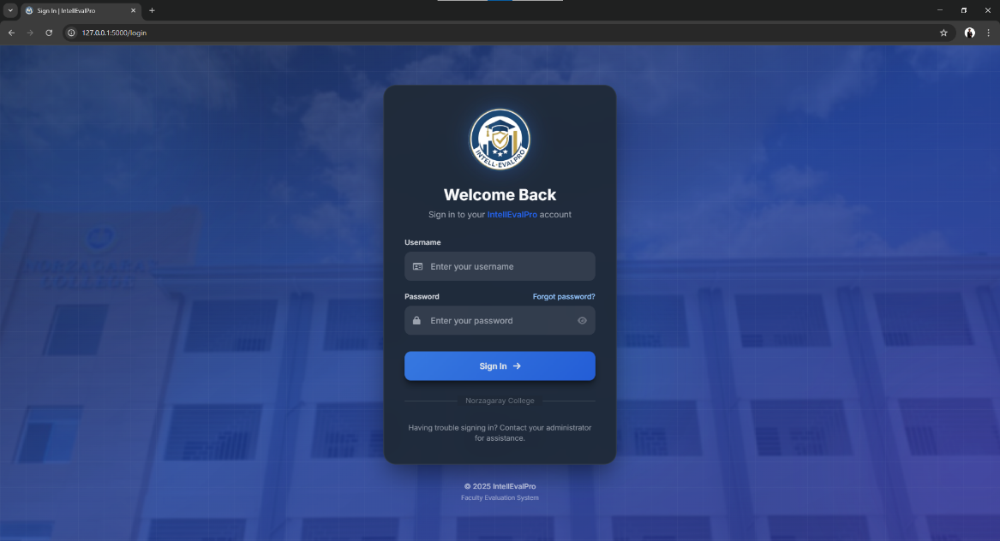 Sign In | IntellEvalPro
127.0.0.1:5000/login
NORZAGARAY
COLLEGE
INTELL-EVALPRO
Welcome Back
Sign in to your IntellEvalPro account
Username
Enter your username
Password Forgot password?
Enter your password
Sign In →
Norzagaray College
Having trouble signing in? Contact your administrator
for assistance.
© 2025 IntellEvalPro
Faculty Evaluation System